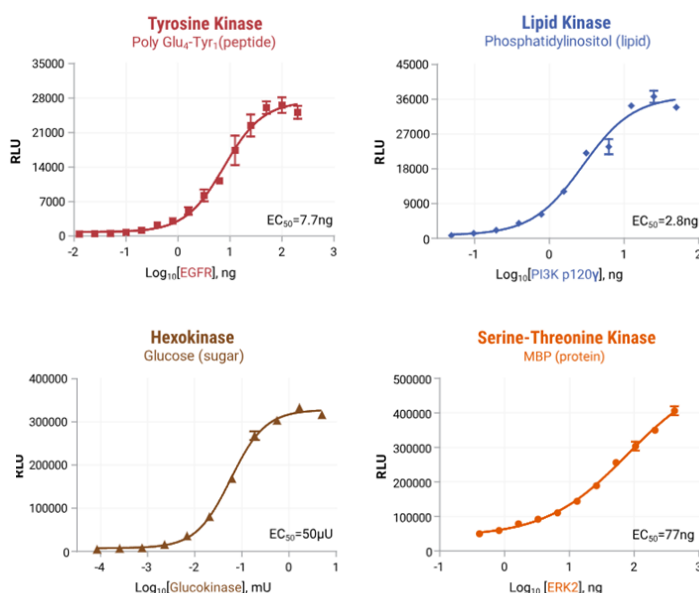 Tyrosine Kinase
Poly Glu₄-Tyr₁(peptide)
35000
28000
21000
14000
7000
0
RLU
EC₅₀=7.7ng
-2
-1
0
1
2
3
Log₁₀[EGFR], ng
Lipid Kinase
Phosphatidylinositol (lipid)
45000
36000
27000
18000
9000
0
RLU
EC₅₀=2.8ng
-1
0
1
2
Log₁₀[PI3K p120γ], ng
Hexokinase
Glucose (sugar)
400000
300000
200000
100000
0
RLU
EC₅₀=50µU
-4
-3
-2
-1
0
1
Log₁₀[Glucokinase], mU
Serine-Threonine Kinase
MBP (protein)
500000
400000
300000
200000
100000
0
RLU
EC₅₀=77ng
-1
0
1
2
3
Log₁₀ [ERK2], ng